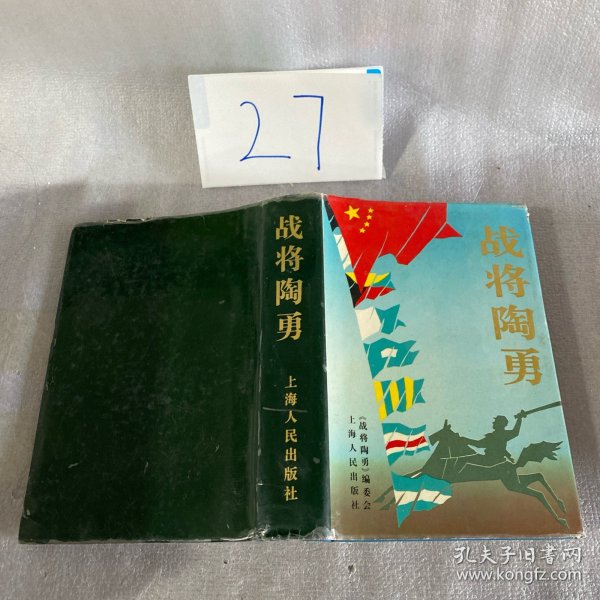 27
战将陶勇
上海人民出版社
战将陶勇
《战将陶勇》编委会
上海人民出版社
孔夫子旧书网
www.kongfz.com